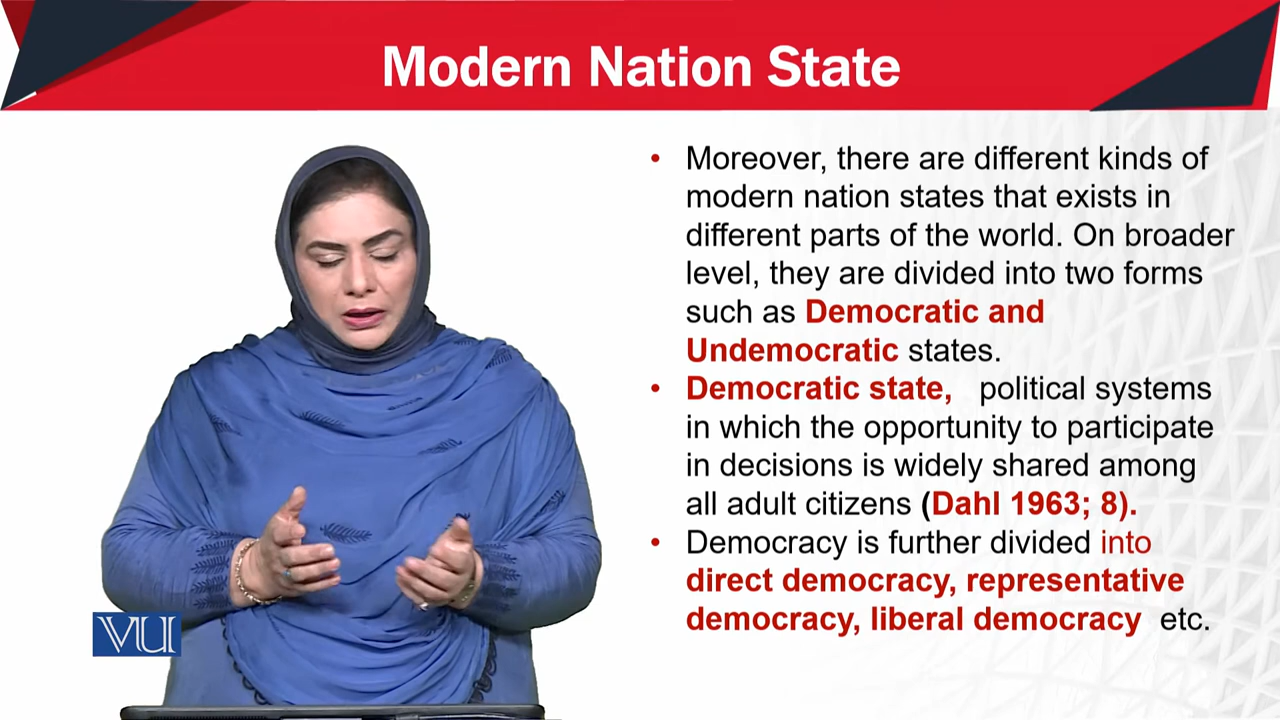 Modern Nation State
• Moreover, there are different kinds of
modern nation states that exists in
different parts of the world. On broader
level, they are divided into two forms
such as Democratic and
Undemocratic states.
• Democratic state, political systems
in which the opportunity to participate
in decisions is widely shared among
all adult citizens (Dahl 1963; 8).
• Democracy is further divided into
direct democracy, representative
democracy, liberal democracy etc.
VU